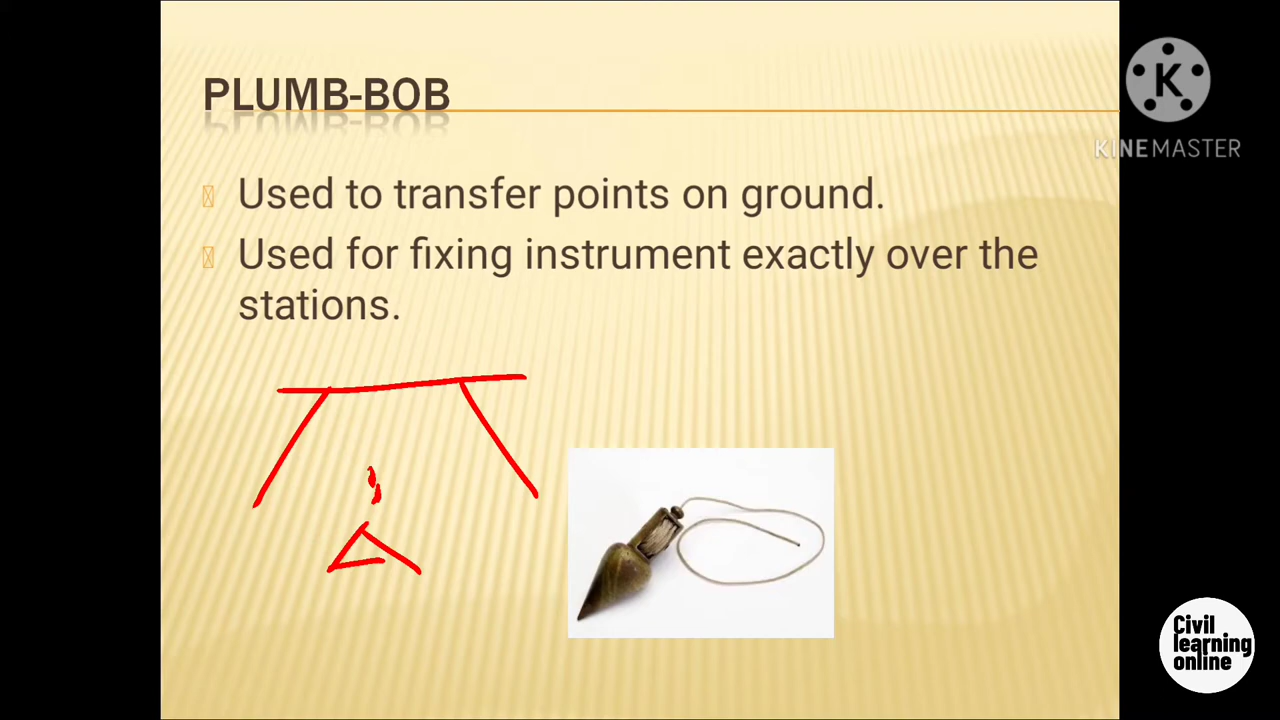 PLUMB-BOB
K
KINEMASTER
Used to transfer points on ground.
Used for fixing instrument exactly over the
stations.
Civil
learning
online